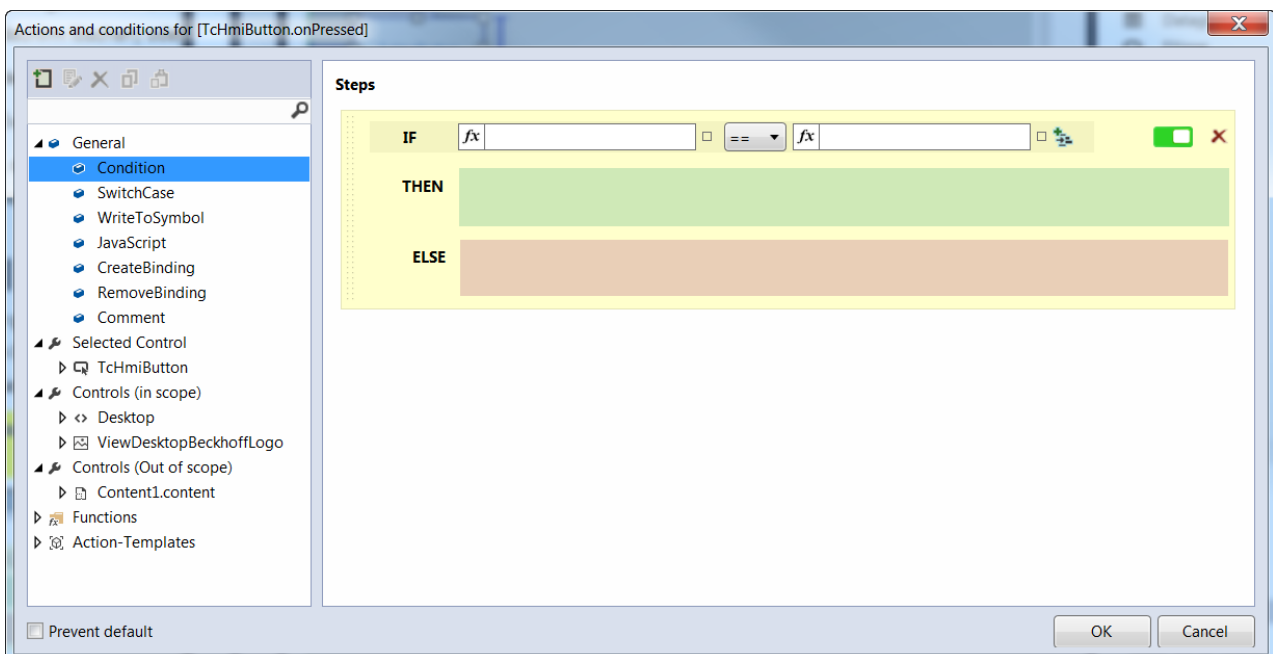 Actions and conditions for [TcHmiButton.onPressed]
Steps
General
Condition
SwitchCase
WriteToSymbol
JavaScript
CreateBinding
RemoveBinding
Comment
Selected Control
TcHmiButton
Controls (in scope)
Desktop
ViewDesktopBeckhoffLogo
Controls (Out of scope)
Content1.content
Functions
Action-Templates
IF fx == fx
THEN
ELSE
Prevent default
OK Cancel